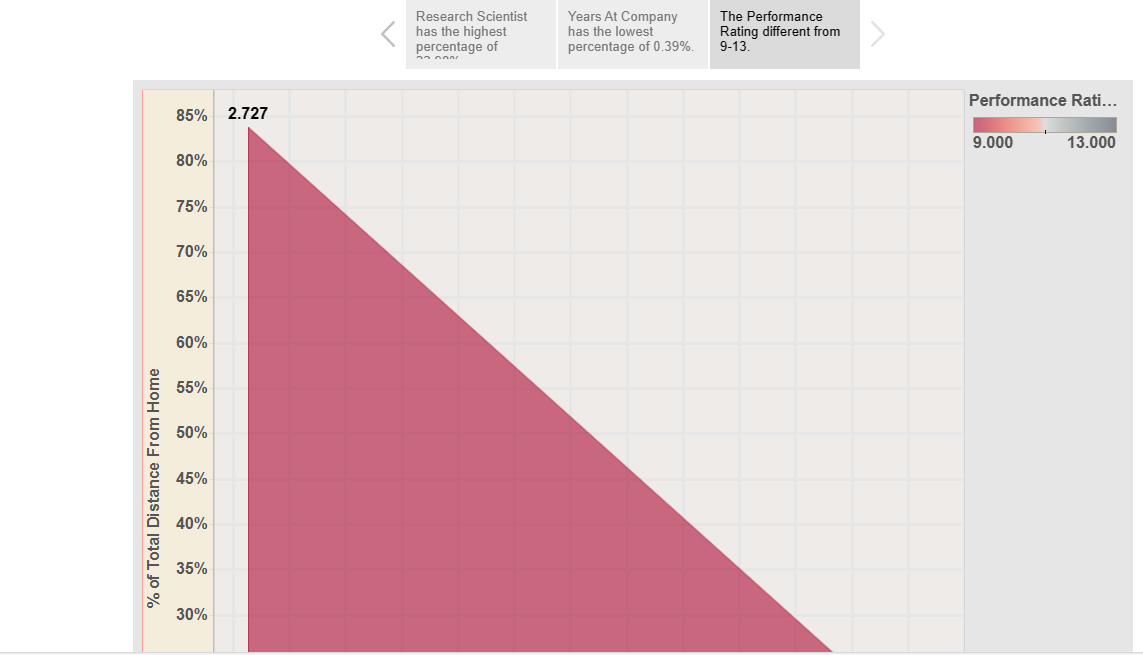 Research Scientist
has the highest
percentage of
Years At Company
has the lowest
percentage of 0.39%.
The Performance
Rating different from
9-13.
Performance Rati…
9.000 13.000
2.727
85%
80%
75%
70%
65%
60%
55%
50%
45%
40%
35%
30%
% of Total Distance From Home